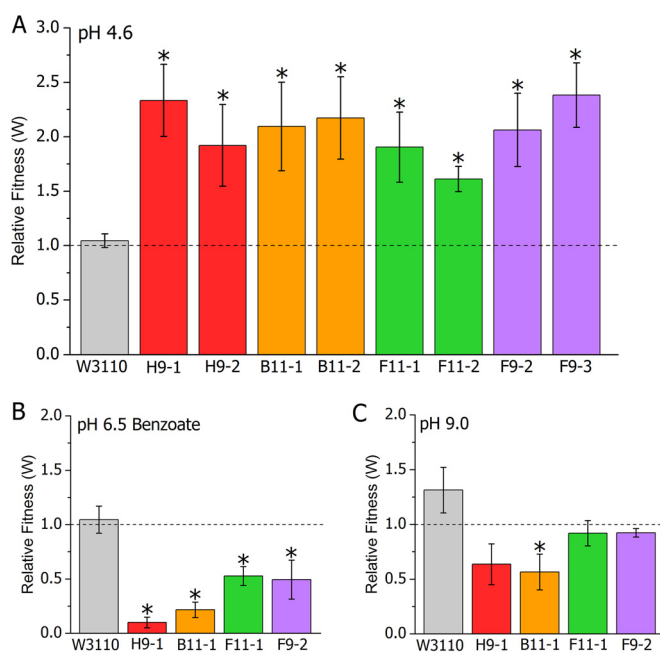 A
pH 4.6
Relative Fitness (W)
3.0
2.5
2.0
1.5
1.0
0.5
0.0
* * * * * * * *
W3110 H9-1 H9-2 B11-1 B11-2 F11-1 F11-2 F9-2 F9-3
B
pH 6.5 Benzoate
Relative Fitness (W)
2.0
1.5
1.0
0.5
0.0
* * * *
W3110 H9-1 B11-1 F11-1 F9-2
C
pH 9.0
Relative Fitness (W)
2.0
1.5
1.0
0.5
0.0
*
W3110 H9-1 B11-1 F11-1 F9-2